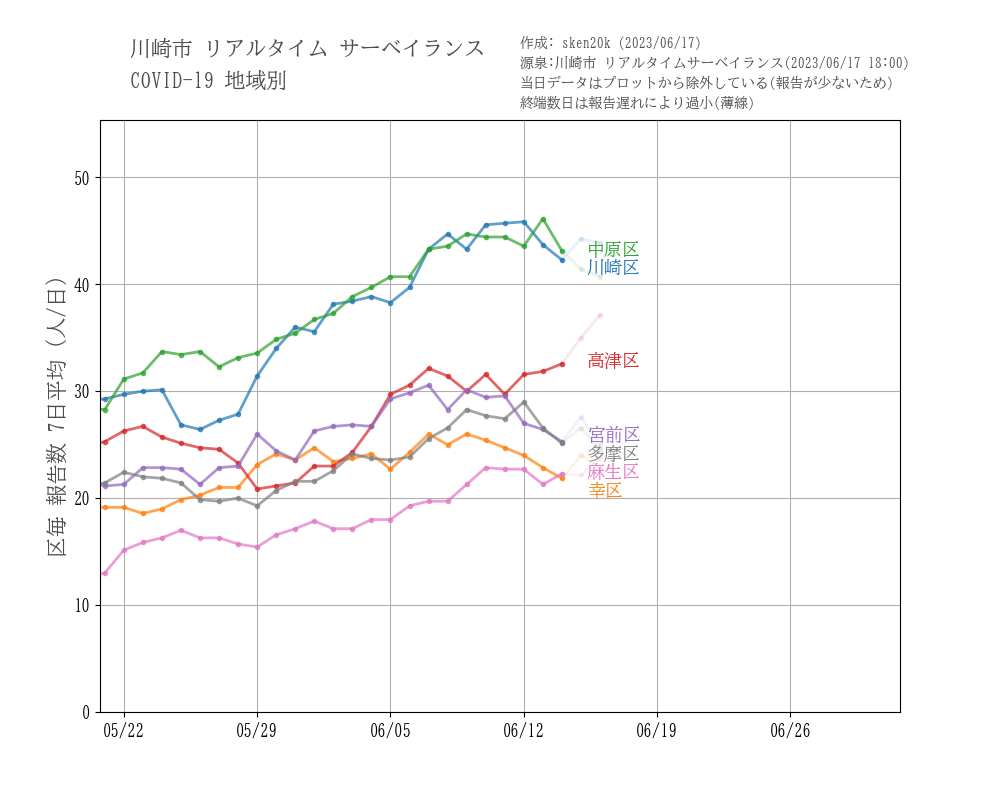 川崎市 リアルタイム サーベイランス
COVID-19 地域別
作成: sken20k (2023/06/17)
源泉:川崎市 リアルタイムサーベイランス(2023/06/17 18:00)
当日データはプロットから除外している(報告が少ないため)
終端数日は報告遅れにより過小(薄線)
区毎 報告数 7日平均 (人/日)
50
40
30
20
10
0
中原区
川崎区
高津区
宮前区
多摩区
麻生区
幸区
05/22
05/29
06/05
06/12
06/19
06/26